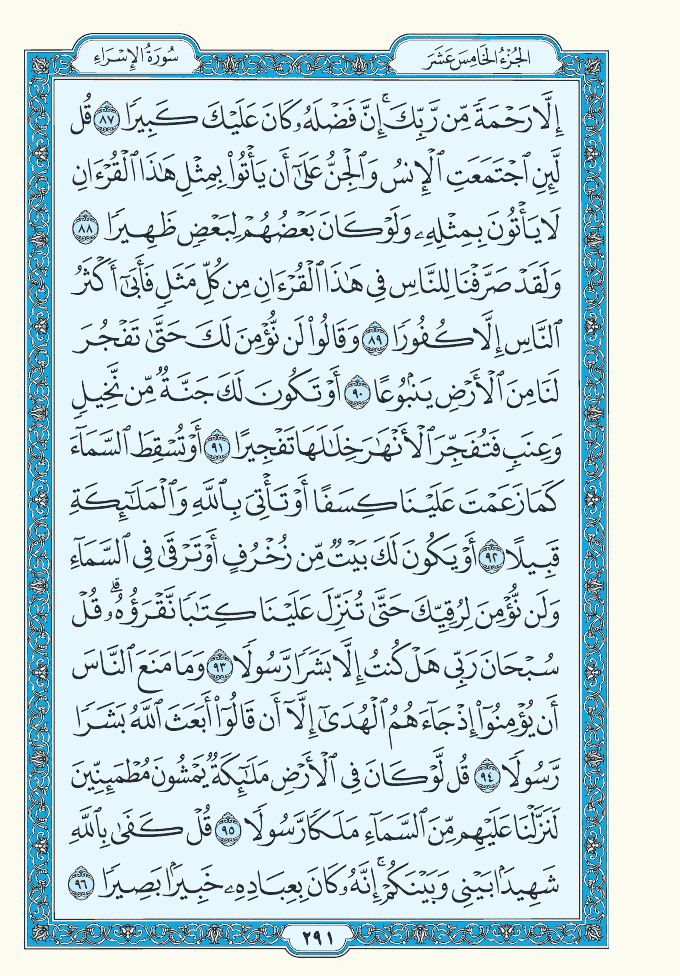 الجُزْءُ الخَامِسَ عَشَرَ
سُورَةُ الإِسْرَاءِ
إِلَّا رَحْمَةً مِّن رَّبِّكَۚ إِنَّ فَضْلَهُۥ كَانَ عَلَيْكَ كَبِيرًا ٨٧ قُل
لَّئِنِ ٱجْتَمَعَتِ ٱلْإِنسُ وَٱلْجِنُّ عَلَىٰٓ أَن يَأْتُوا۟ بِمِثْلِ هَٰذَا ٱلْقُرْءَانِ
لَا يَأْتُونَ بِمِثْلِهِۦ وَلَوْ كَانَ بَعْضُهُمْ لِبَعْضٍ ظَهِيرًا ٨٨
وَلَقَدْ صَرَّفْنَا لِلنَّاسِ فِى هَٰذَا ٱلْقُرْءَانِ مِن كُلِّ مَثَلٍ فَأَبَىٰٓ أَكْثَرُ
ٱلنَّاسِ إِلَّا كُفُورًا ٨٩ وَقَالُوا۟ لَن نُّؤْمِنَ لَكَ حَتَّىٰ تَفْجُرَ
لَنَا مِنَ ٱلْأَرْضِ يَنۢبُوعًا ٩٠ أَوْ تَكُونَ لَكَ جَنَّةٌ مِّن نَّخِيلٍ
وَعِنَبٍ فَتُفَجِّرَ ٱلْأَنْهَٰرَ خِلَٰلَهَا تَفْجِيرًا ٩١ أَوْ تُسْقِطَ ٱلسَّمَآءَ
كَمَا زَعَمْتَ عَلَيْنَا كِسَفًا أَوْ تَأْتِىَ بِٱللَّهِ وَٱلْمَلَٰٓئِكَةِ
قَبِيلًا ٩٢ أَوْ يَكُونَ لَكَ بَيْتٌ مِّن زُخْرُفٍ أَوْ تَرْقَىٰ فِى ٱلسَّمَآءِ
وَلَن نُّؤْمِنَ لِرُقِيِّكَ حَتَّىٰ تُنَزِّلَ عَلَيْنَا كِتَٰبًا نَّقْرَؤُهُۥۗ قُلْ
سُبْحَانَ رَبِّى هَلْ كُنتُ إِلَّا بَشَرًا رَّسُولًا ٩٣ وَمَا مَنَعَ ٱلنَّاسَ
أَن يُؤْمِنُوٓا۟ إِذْ جَآءَهُمُ ٱلْهُدَىٰٓ إِلَّآ أَن قَالُوٓا۟ أَبَعَثَ ٱللَّهُ بَشَرًا
رَّسُولًا ٩٤ قُل لَّوْ كَانَ فِى ٱلْأَرْضِ مَلَٰٓئِكَةٌ يَمْشُونَ مُطْمَئِنِّينَ
لَنَزَّلْنَا عَلَيْهِم مِّنَ ٱلسَّمَآءِ مَلَكًا رَّسُولًا ٩٥ قُلْ كَفَىٰ بِٱللَّهِ
شَهِيدًۢا بَيْنِى وَبَيْنَكُمْۚ إِنَّهُۥ كَانَ بِعِبَادِهِۦ خَبِيرًۢا بَصِيرًا ٩٦
٢٩١